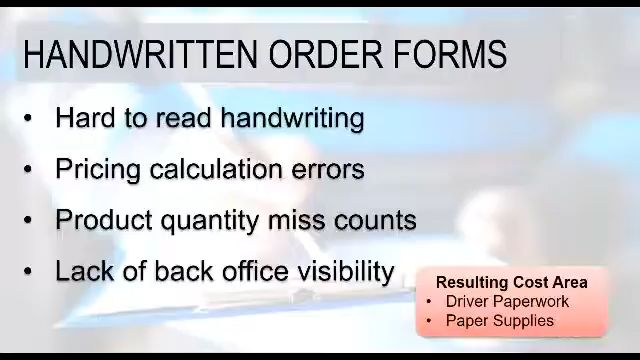 HANDWRITTEN ORDER FORMS
• Hard to read handwriting
• Pricing calculation errors
• Product quantity miss counts
• Lack of back office visibility
Resulting Cost Area
• Driver Paperwork
• Paper Supplies